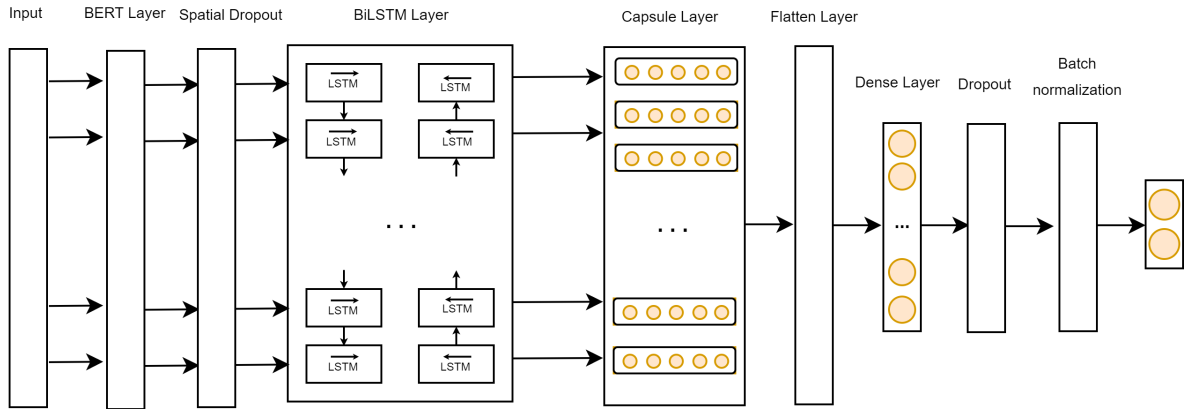 Input
BERT Layer
Spatial Dropout
BiLSTM Layer
Capsule Layer
Flatten Layer
Dense Layer
Dropout
Batch
normalization
LSTM
LSTM
LSTM
LSTM
. . .
LSTM
LSTM
LSTM
LSTM
. . .
...